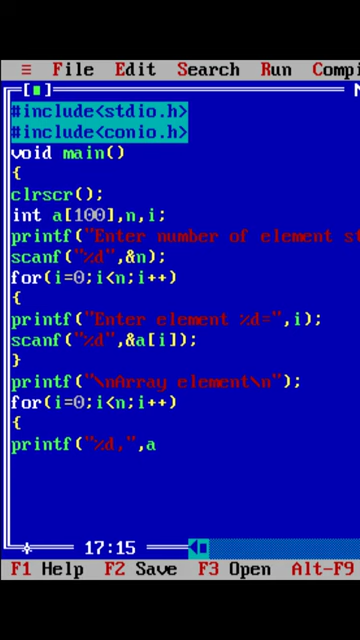 ≡ File Edit Search Run Compi
#include<stdio.h>
#include<conio.h>
void main()
{
clrscr();
int a[100],n,i;
printf("Enter number of element st
scanf("%d",&n);
for(i=0;i<n;i++)
{
printf("Enter element %d=",i);
scanf("%d",&a[i]);
}
printf("\nArray element\n");
for(i=0;i<n;i++)
{
printf("%d,",a
17:15
F1 Help F2 Save F3 Open Alt-F9